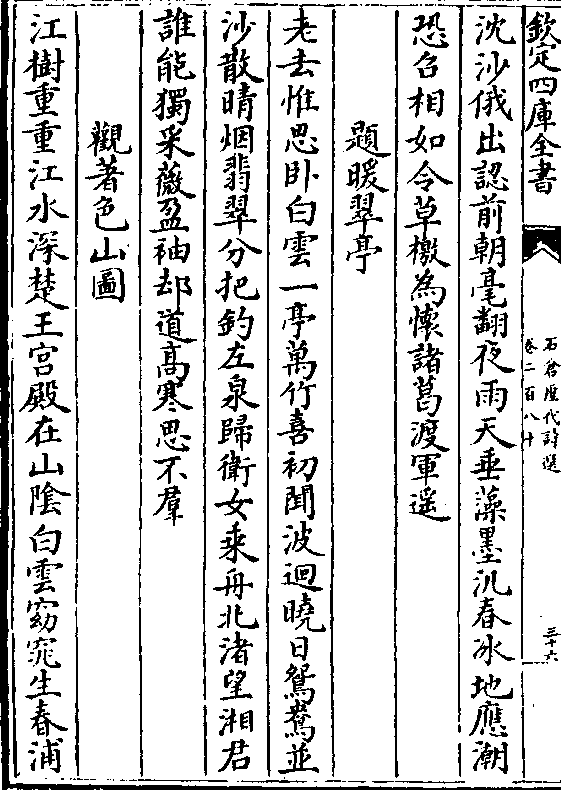 欽定四庫全書
石倉歷代詩選
卷二百八十
三十六
沈沙俄出認前朝毫翻夜雨天垂藻墨汎春冰地應潮
恐召相如令草檄為懷諸葛渡軍遥
題暖翠亭
老去惟思卧白雲一亭萬竹喜初聞波迴曉日鴛鴦並
沙散晴烟翡翠分把釣左泉歸衛女乘舟北渚望湘君
誰能獨采薇盈袖却道高寒思不羣
觀著色山圖
江樹重重江水深楚王宫殿在山陰白雲窈窕生春浦